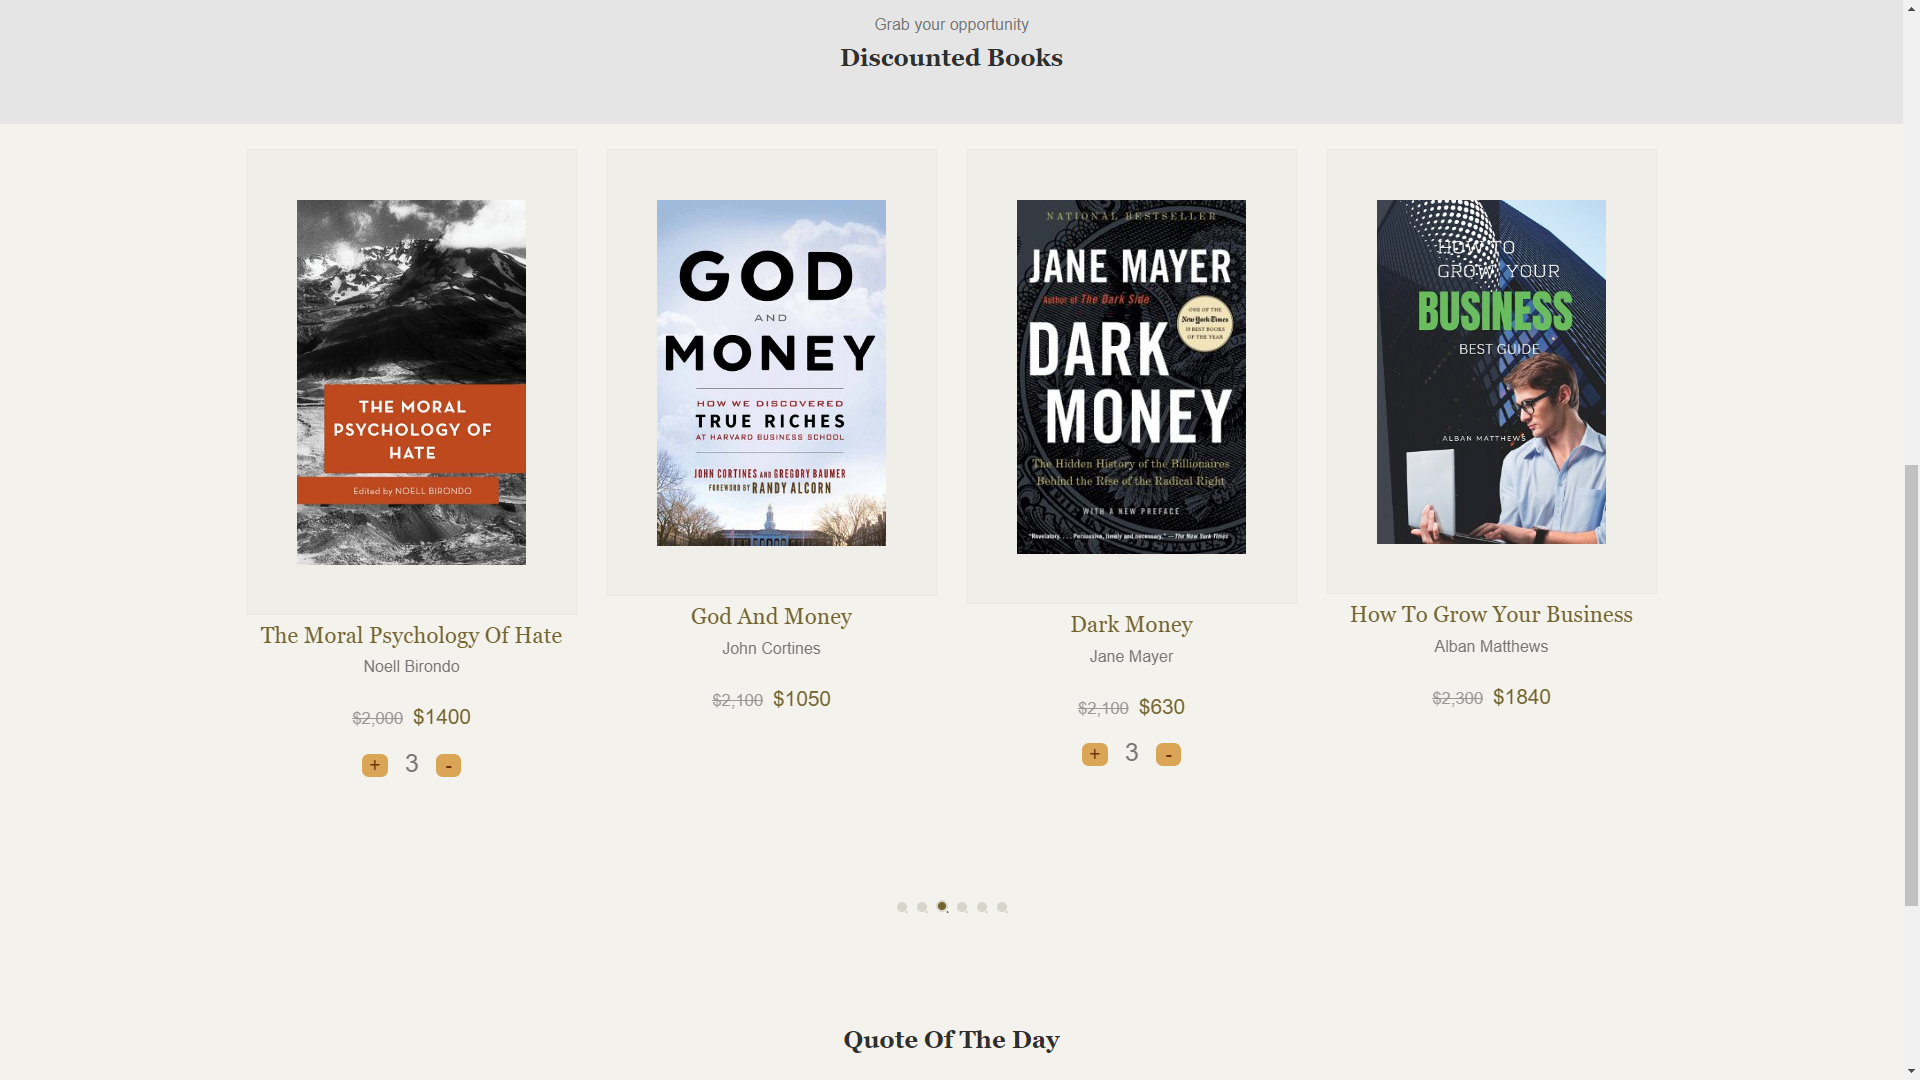 Grab your opportunity
Discounted Books
THE MORAL
PSYCHOLOGY OF
HATE
Edited by NOELL BIRONDO
The Moral Psychology Of Hate
Noell Birondo
$2,000 $1400
+ 3 -
GOD
AND
MONEY
HOW WE DISCOVERED
TRUE RICHES
AT HARVARD BUSINESS SCHOOL
JOHN CORTINES AND GREGORY BAUMER
FOREWORD BY RANDY ALCORN
God And Money
John Cortines
$2,100 $1050
NATIONAL BESTSELLER
JANE MAYER
Author of The Dark Side
ONE OF THE
New York Times
10 BEST BOOKS
OF THE YEAR
DARK
MONEY
The Hidden History of the Billionaires
Behind the Rise of the Radical Right
WITH A NEW PREFACE
"Revelatory. . . . Persuasive, timely and necessary." —The New York Times
Dark Money
Jane Mayer
$2,100 $630
+ 3 -
HOW TO
GROW YOUR
BUSINESS
BEST GUIDE
ALBAN MATTHEWS
How To Grow Your Business
Alban Matthews
$2,300 $1840
Quote Of The Day